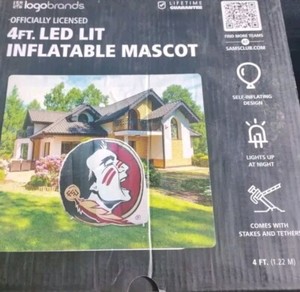 logobrands
LIFETIME
GUARANTEE
OFFICIALLY LICENSED
4FT. LED LIT
INFLATABLE MASCOT
FIND MORE TEAMS
AT
SAMSCLUB.COM
SELF-INFLATING
DESIGN
LIGHTS UP
AT NIGHT
COMES WITH
STAKES AND TETHERS
4 FT. (1.22 M)